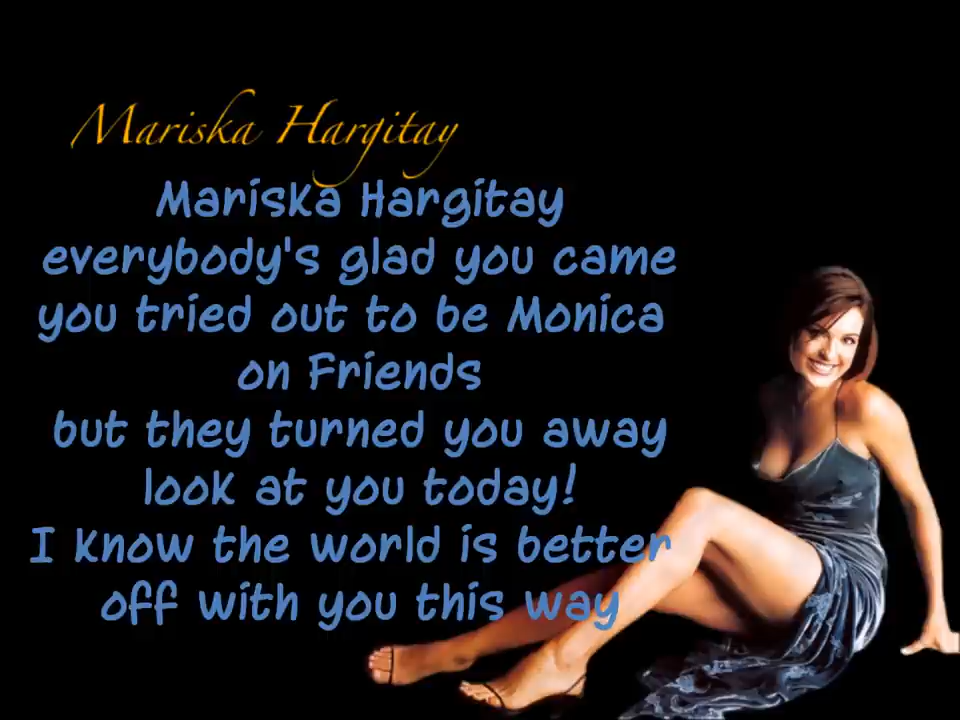 Mariska Hargitay
Mariska Hargitay
everybody's glad you came
you tried out to be Monica
on Friends
but they turned you away
look at you today!
I know the world is better
off with you this way